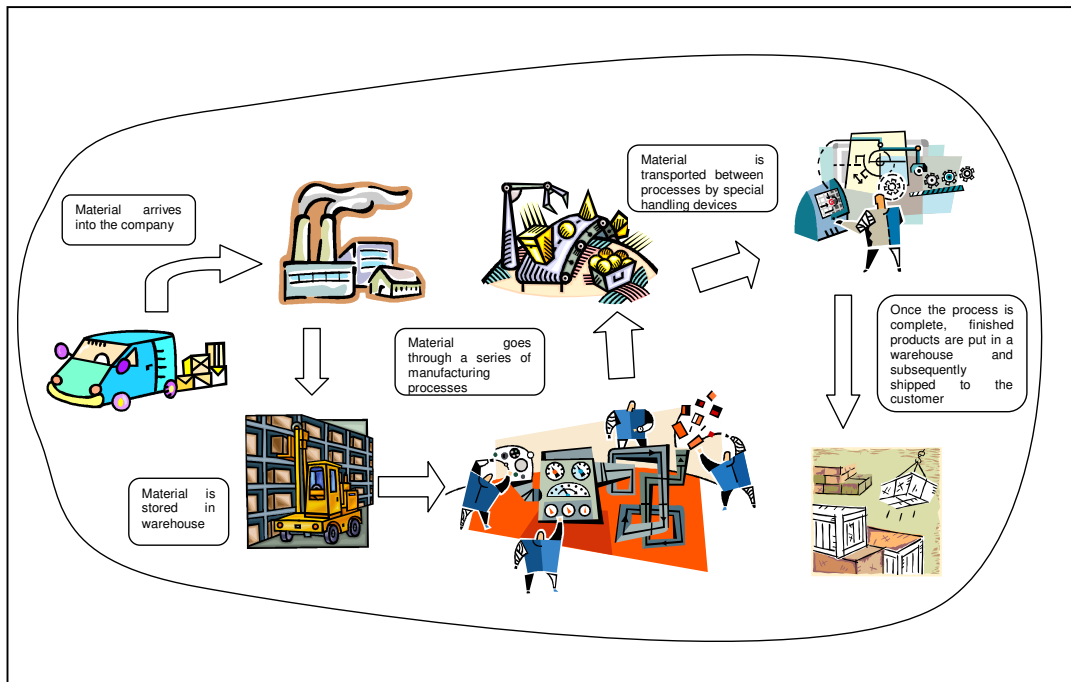 Material arrives
into the company
Material is
stored in
warehouse
Material goes
through a series of
manufacturing
processes
Material is
transported between
processes by special
handling devices
Once the process is
complete, finished
products are put in a
warehouse and
subsequently
shipped to the
customer